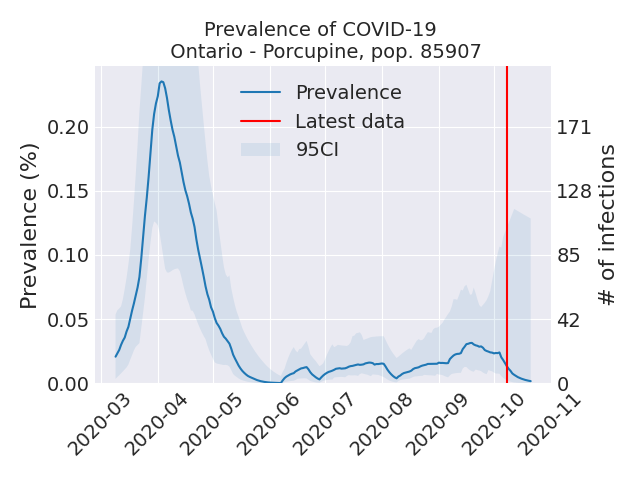 Prevalence of COVID-19
Ontario - Porcupine, pop. 85907
Prevalence
Latest data
95CI
Prevalence (%)
0.20
0.15
0.10
0.05
0.00
171
128
85
42
0
# of infections
2020-03
2020-04
2020-05
2020-06
2020-07
2020-08
2020-09
2020-10
2020-11